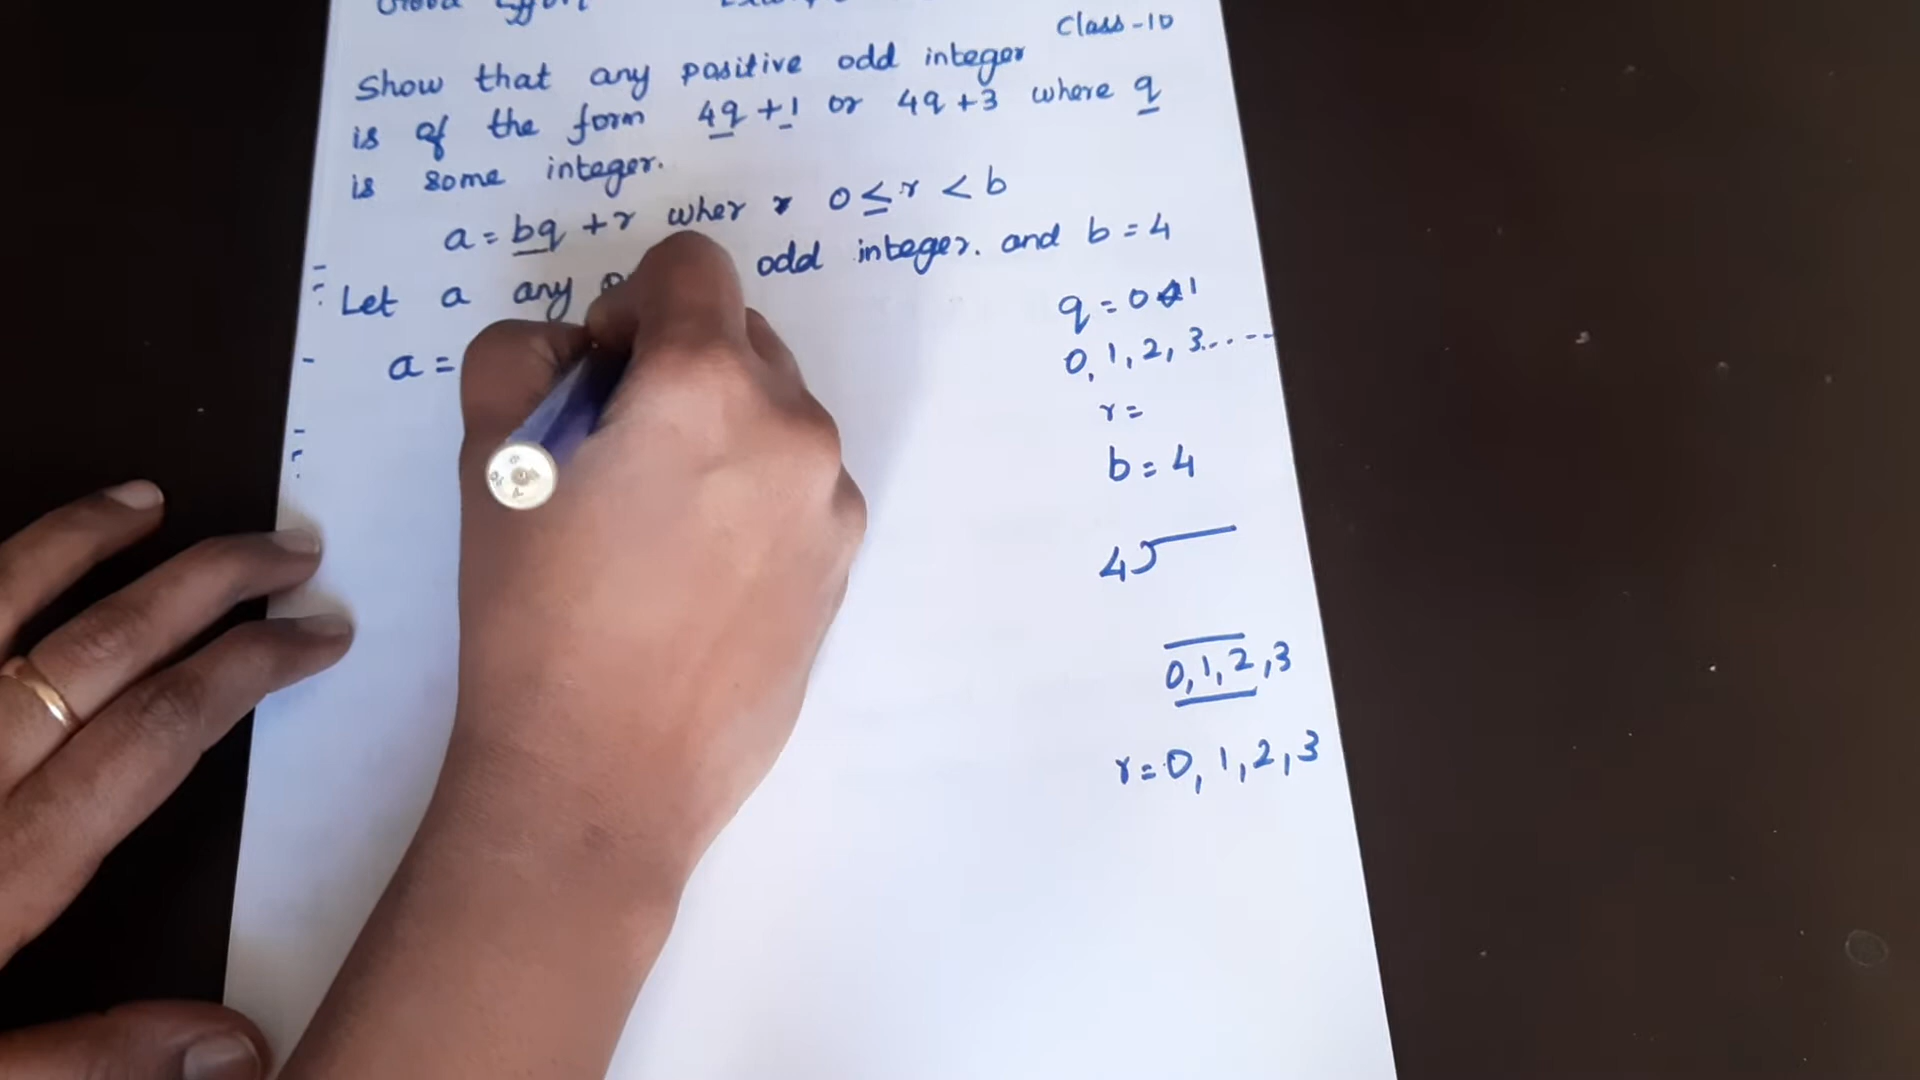 Class-10
Show that any positive odd integer
is of the form 4q +1 or 4q +3 where q
is some integer.
a = bq + r wher r 0 ≤ r < b
Let a any odd integer. and b = 4
a =
q = 0 1
0, 1, 2, 3.....--
r =
b = 4
4
0, 1, 2, 3
r = 0, 1, 2, 3